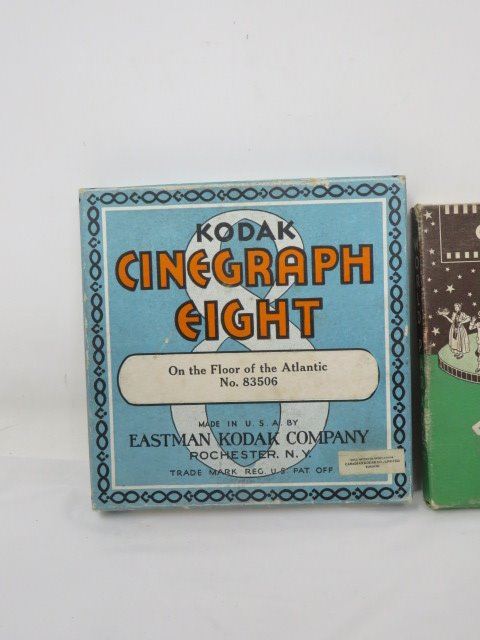 KODAK
CINEGRAPH
EIGHT
On the Floor of the Atlantic
No. 83506
MADE IN U.S.A. BY
EASTMAN KODAK COMPANY
ROCHESTER, N.Y.
TRADE MARK REG. U.S. PAT. OFF.